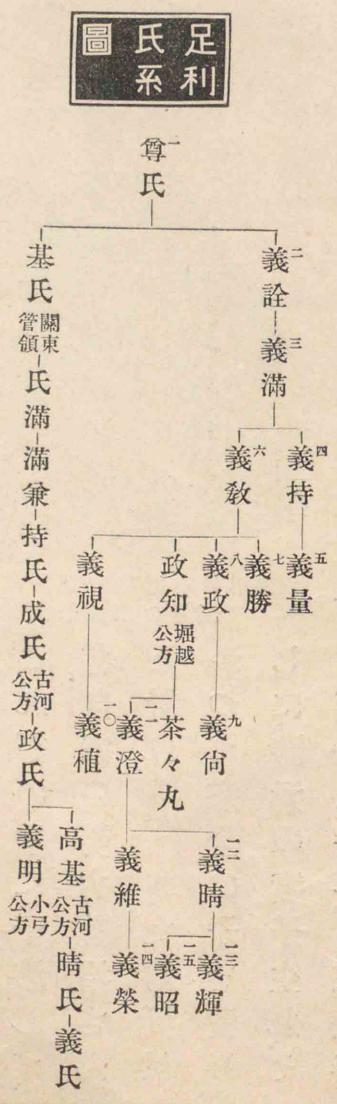 足利
氏系
圖
一尊氏
二義詮
三義滿
四義持
五義量
六義教
七義勝
八義政
九義尙
政知
堀越
公方
茶々丸
一一義澄
一二義晴
一三義輝
一五義昭
義維
一四義榮
義視
一〇義稙
基氏
關東
管領
氏滿
滿兼
持氏
成氏
古河
公方
政氏
高基
古河
公方
晴氏
義氏
義明
小弓
公方